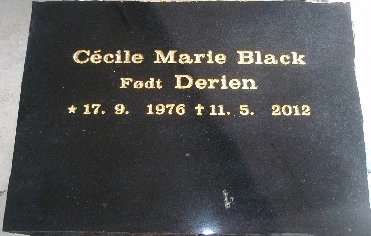 Cécile Marie Black
Født Derien
★ 17. 9. 1976 ✝ 11. 5. 2012